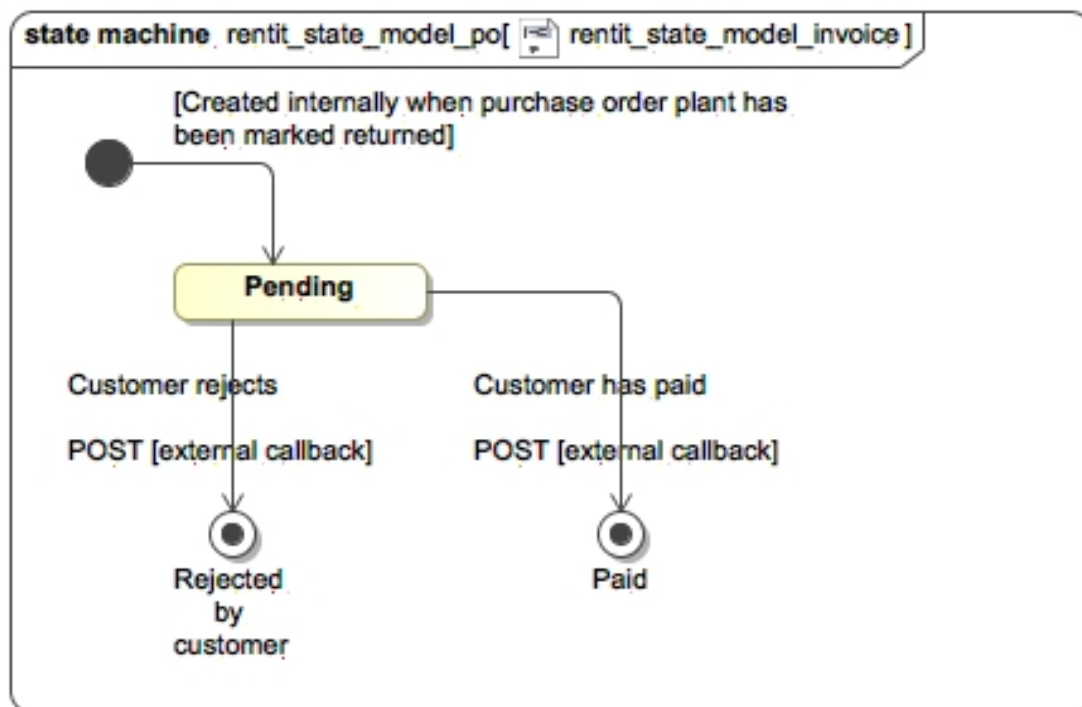 state machine rentit_state_model_po[ rentit_state_model_invoice ]
[Created internally when purchase order plant has
been marked returned]
Pending
Customer rejects
POST [external callback]
Customer has paid
POST [external callback]
Rejected
by
customer
Paid